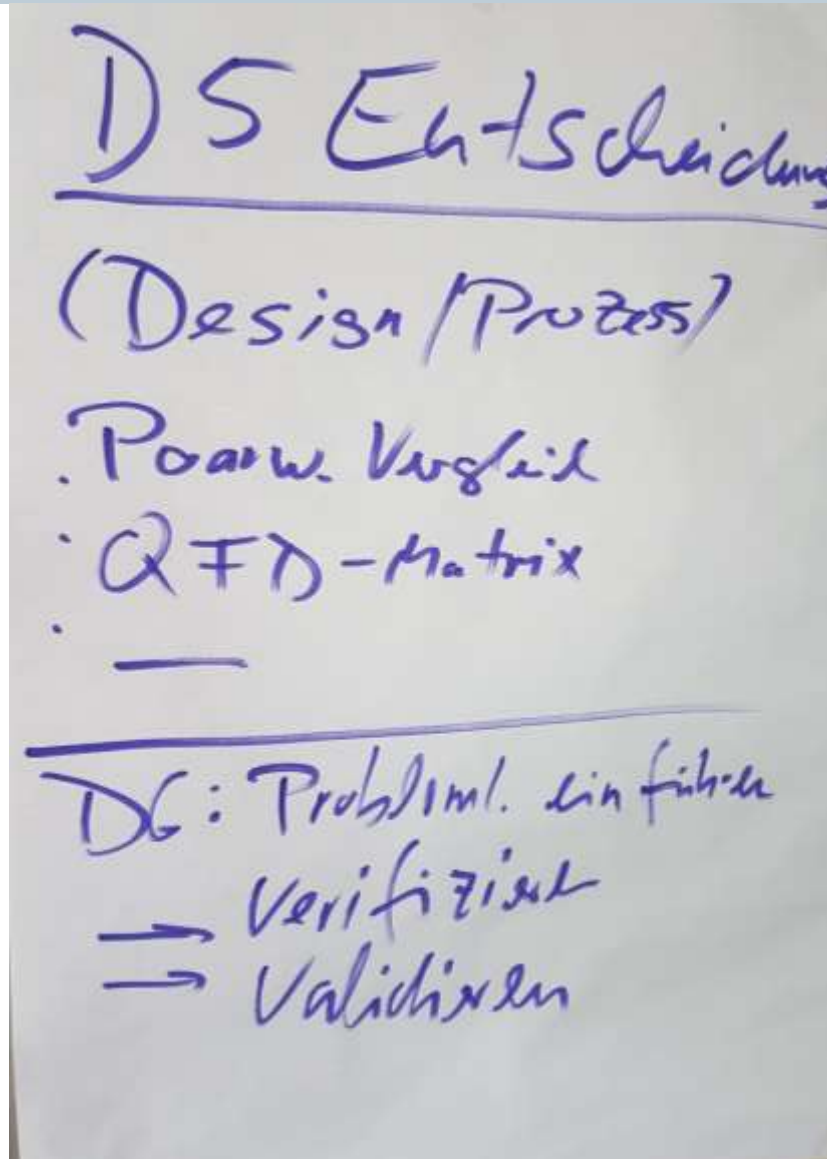 D5 Entscheidung
(Design/Prozess)
. Paarw. Vergleich
. QFD-Matrix
. —
D6: Probleml. einführen
→ Verifizieren
→ Validieren